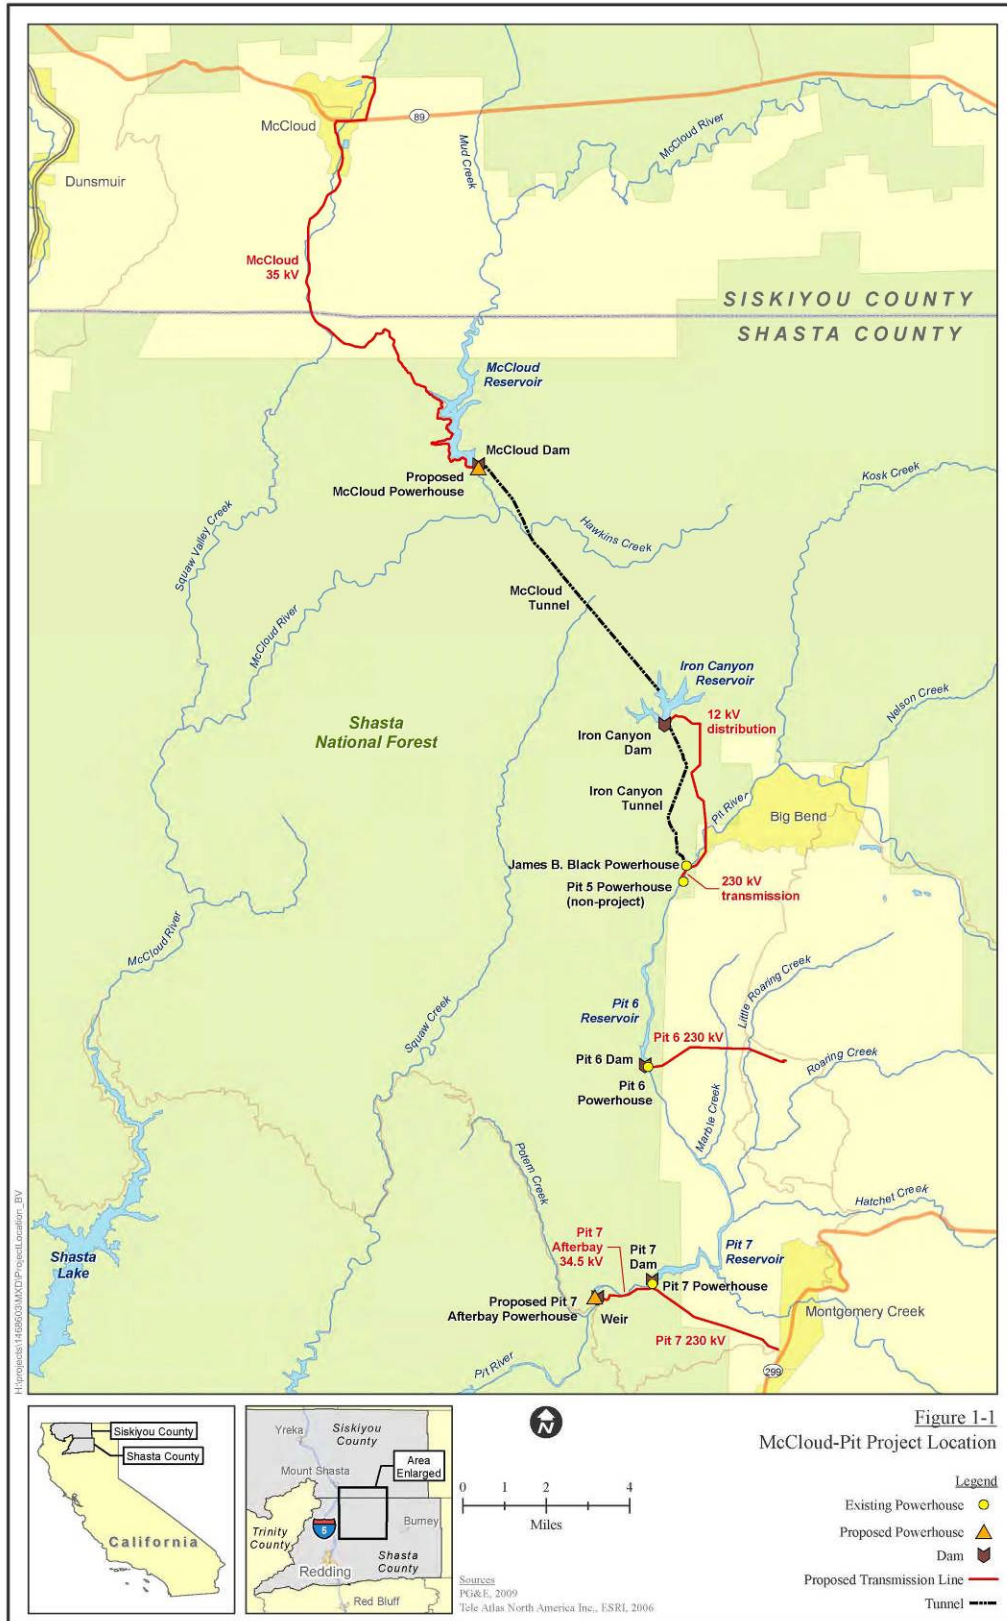 McCloud
89
Mud Creek
McCloud River
Dunsmuir
McCloud
35 kV
SISKIYOU COUNTY
SHASTA COUNTY
McCloud
Reservoir
McCloud Dam
Proposed
McCloud Powerhouse
Kosk Creek
Squaw Valley Creek
Hawkins Creek
McCloud
Tunnel
McCloud River
Iron Canyon
Reservoir
Nelson Creek
Shasta
National Forest
12 kV
distribution
Iron Canyon
Dam
Iron Canyon
Tunnel
Pit River
Big Bend
James B. Black Powerhouse
Pit 5 Powerhouse
(non-project)
230 kV
transmission
McCloud River
Squaw Creek
Pit 6
Reservoir
Little Roaring Creek
Pit 6 230 kV
Roaring Creek
Pit 6 Dam
Pit 6
Powerhouse
Marble Creek
Potem Creek
Hatchet Creek
Shasta
Lake
Pit 7
Afterbay
34.5 kV
Pit 7
Dam
Pit 7
Reservoir
Pit 7 Powerhouse
Proposed Pit 7
Afterbay Powerhouse
Weir
Montgomery Creek
Pit 7 230 kV
Pit River
299
H:\projects\1468603\MXD\ProjectLocation_BV
Siskiyou County
Shasta County
California
Yreka
Siskiyou
County
Mount Shasta
Area
Enlarged
Trinity
County
5
Burney
Shasta
County
Redding
Red Bluff
N
0 1 2 4
Miles
Sources
PG&E, 2009
Tele Atlas North America Inc., ESRI, 2006
Figure 1-1
McCloud-Pit Project Location
Legend
Existing Powerhouse
Proposed Powerhouse
Dam
Proposed Transmission Line
Tunnel